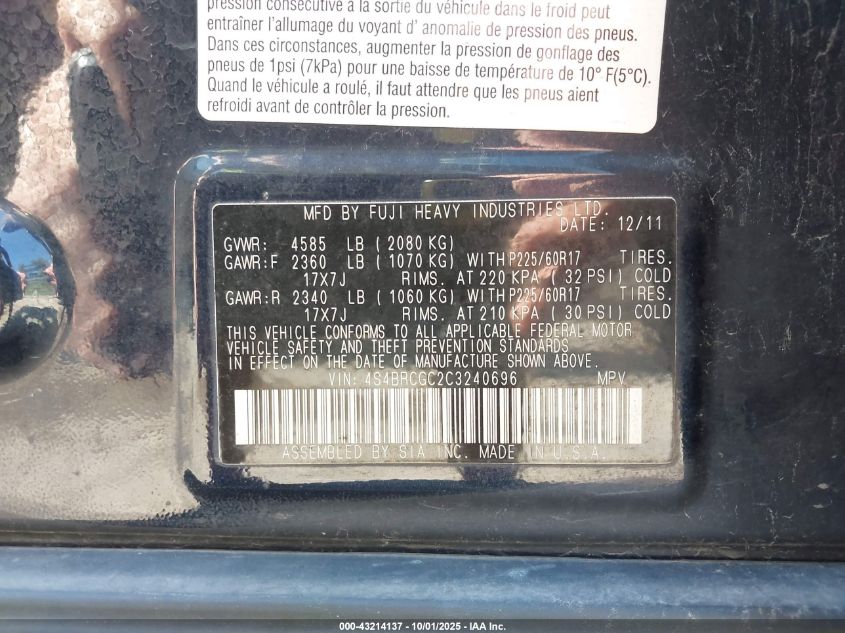 pression consécutive à la sortie du véhicule dans le froid peut
entraîner l'allumage du voyant d' anomalie de pression des pneus.
Dans ces circonstances, augmenter la pression de gonflage des
pneus de 1psi (7kPa) pour une baisse de température de 10° F(5°C).
Quand le véhicule a roulé, il faut attendre que les pneus aient
refroidi avant de contrôler la pression.
MFD BY FUJI HEAVY INDUSTRIES LTD.
DATE: 12/11
GVWR: 4585 LB (2080 KG)
GAWR:F 2360 LB (1070 KG) WITH P225/60R17 TIRES.
17X7J RIMS. AT 220 KPA (32 PSI) COLD
GAWR:R 2340 LB (1060 KG) WITH P225/60R17 TIRES.
17X7J RIMS. AT 210 KPA (30 PSI) COLD
THIS VEHICLE CONFORMS TO ALL APPLICABLE FEDERAL MOTOR
VEHICLE SAFETY AND THEFT PREVENTION STANDARDS
IN EFFECT ON THE DATE OF MANUFACTURE SHOWN ABOVE.
VIN: 4S4BRCGC2C3240696 MPV
ASSEMBLED BY SIA INC. MADE IN U.S.A.
000-43214137 - 10/01/2025 - IAA Inc.